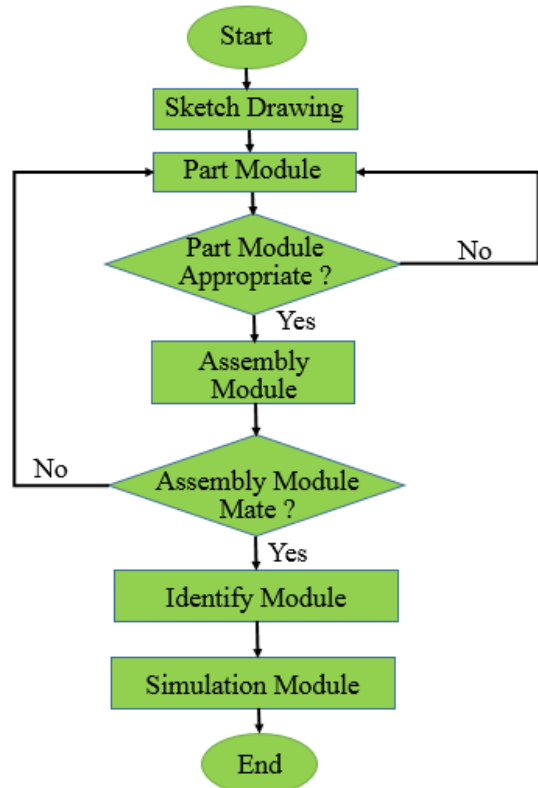 Start
Sketch Drawing
Part Module
Part Module
Appropriate ?
No
Yes
Assembly
Module
No
Assembly Module
Mate ?
Yes
Identify Module
Simulation Module
End